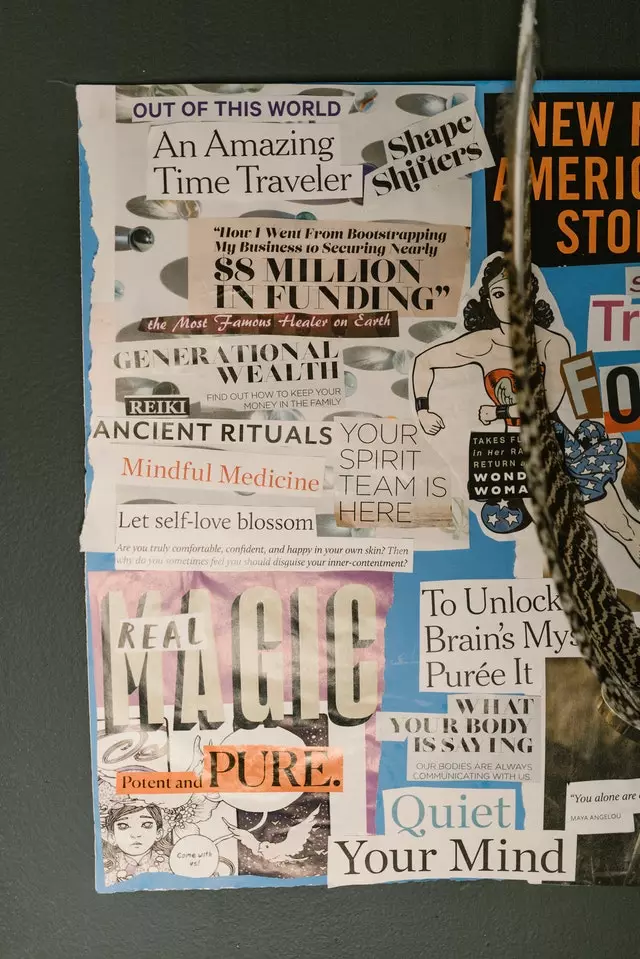 OUT OF THIS WORLD
An Amazing
Time Traveler
Shape
Shifters
"How I Went From Bootstrapping
My Business to Securing Nearly
$8 MILLION
IN FUNDING"
the Most Famous Healer on Earth
GENERATIONAL
WEALTH
FIND OUT HOW TO KEEP YOUR
MONEY IN THE FAMILY
REIKI
ANCIENT RITUALS
Mindful Medicine
YOUR
SPIRIT
TEAM IS
HERE
Let self-love blossom
Are you truly comfortable, confident, and happy in your own skin? Then
why do you sometimes feel you should disguise your inner-contentment?
NEW
AMERIC
STO
Tr
FO
TAKES
in Her
RETURN
WOND
WOMA
REAL
MAGIC
Potent and PURE.
Come with
us!
To Unlock
Brain's Mys
Purée It
WHAT
YOUR BODY
IS SAYING
OUR BODIES ARE ALWAYS
COMMUNICATING WITH US
Quiet
Your Mind
"You alone are
MAYA ANGELOU